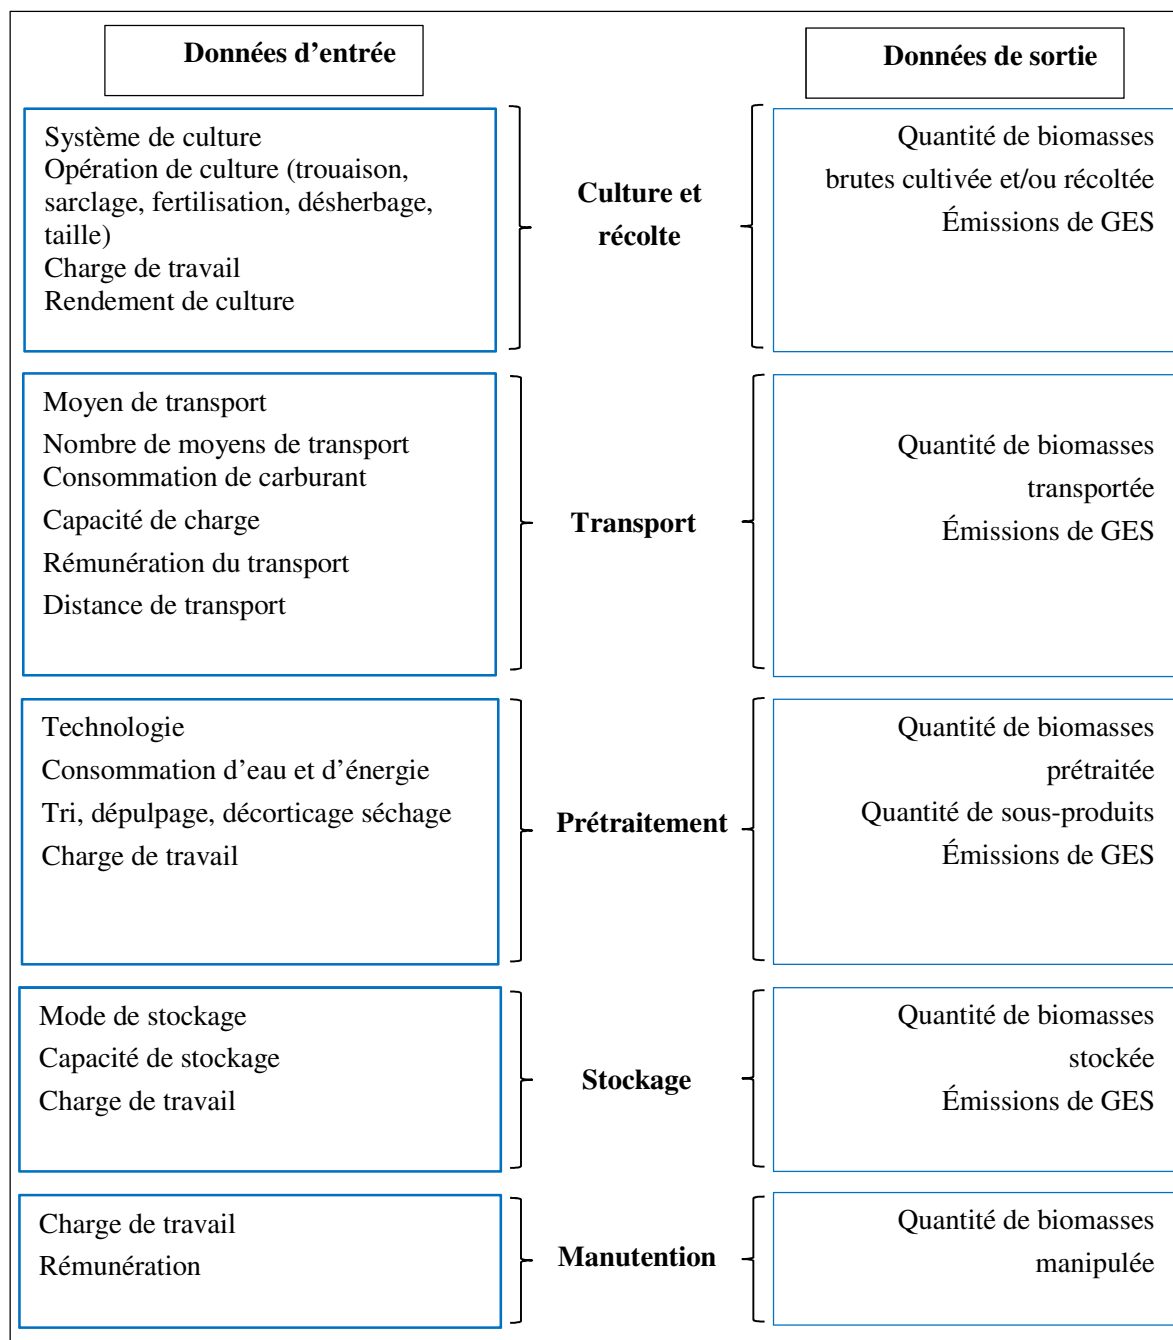 Données d'entrée
Données de sortie
Système de culture
Opération de culture (trouaison,
sarclage, fertilisation, désherbage,
taille)
Charge de travail
Rendement de culture
Culture et
récolte
Quantité de biomasses
brutes cultivée et/ou récoltée
Émissions de GES
Moyen de transport
Nombre de moyens de transport
Consommation de carburant
Capacité de charge
Rémunération du transport
Distance de transport
Transport
Quantité de biomasses
transportée
Émissions de GES
Technologie
Consommation d'eau et d'énergie
Tri, dépulpage, décorticage séchage
Charge de travail
Prétraitement
Quantité de biomasses
prétraitée
Quantité de sous-produits
Émissions de GES
Mode de stockage
Capacité de stockage
Charge de travail
Stockage
Quantité de biomasses
stockée
Émissions de GES
Charge de travail
Rémunération
Manutention
Quantité de biomasses
manipulée